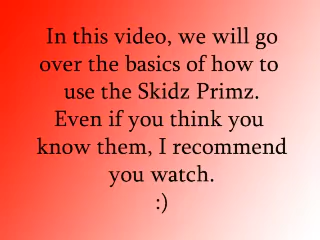 In this video, we will go
over the basics of how to
use the Skidz Primz.
Even if you think you
know them, I recommend
you watch.
:)